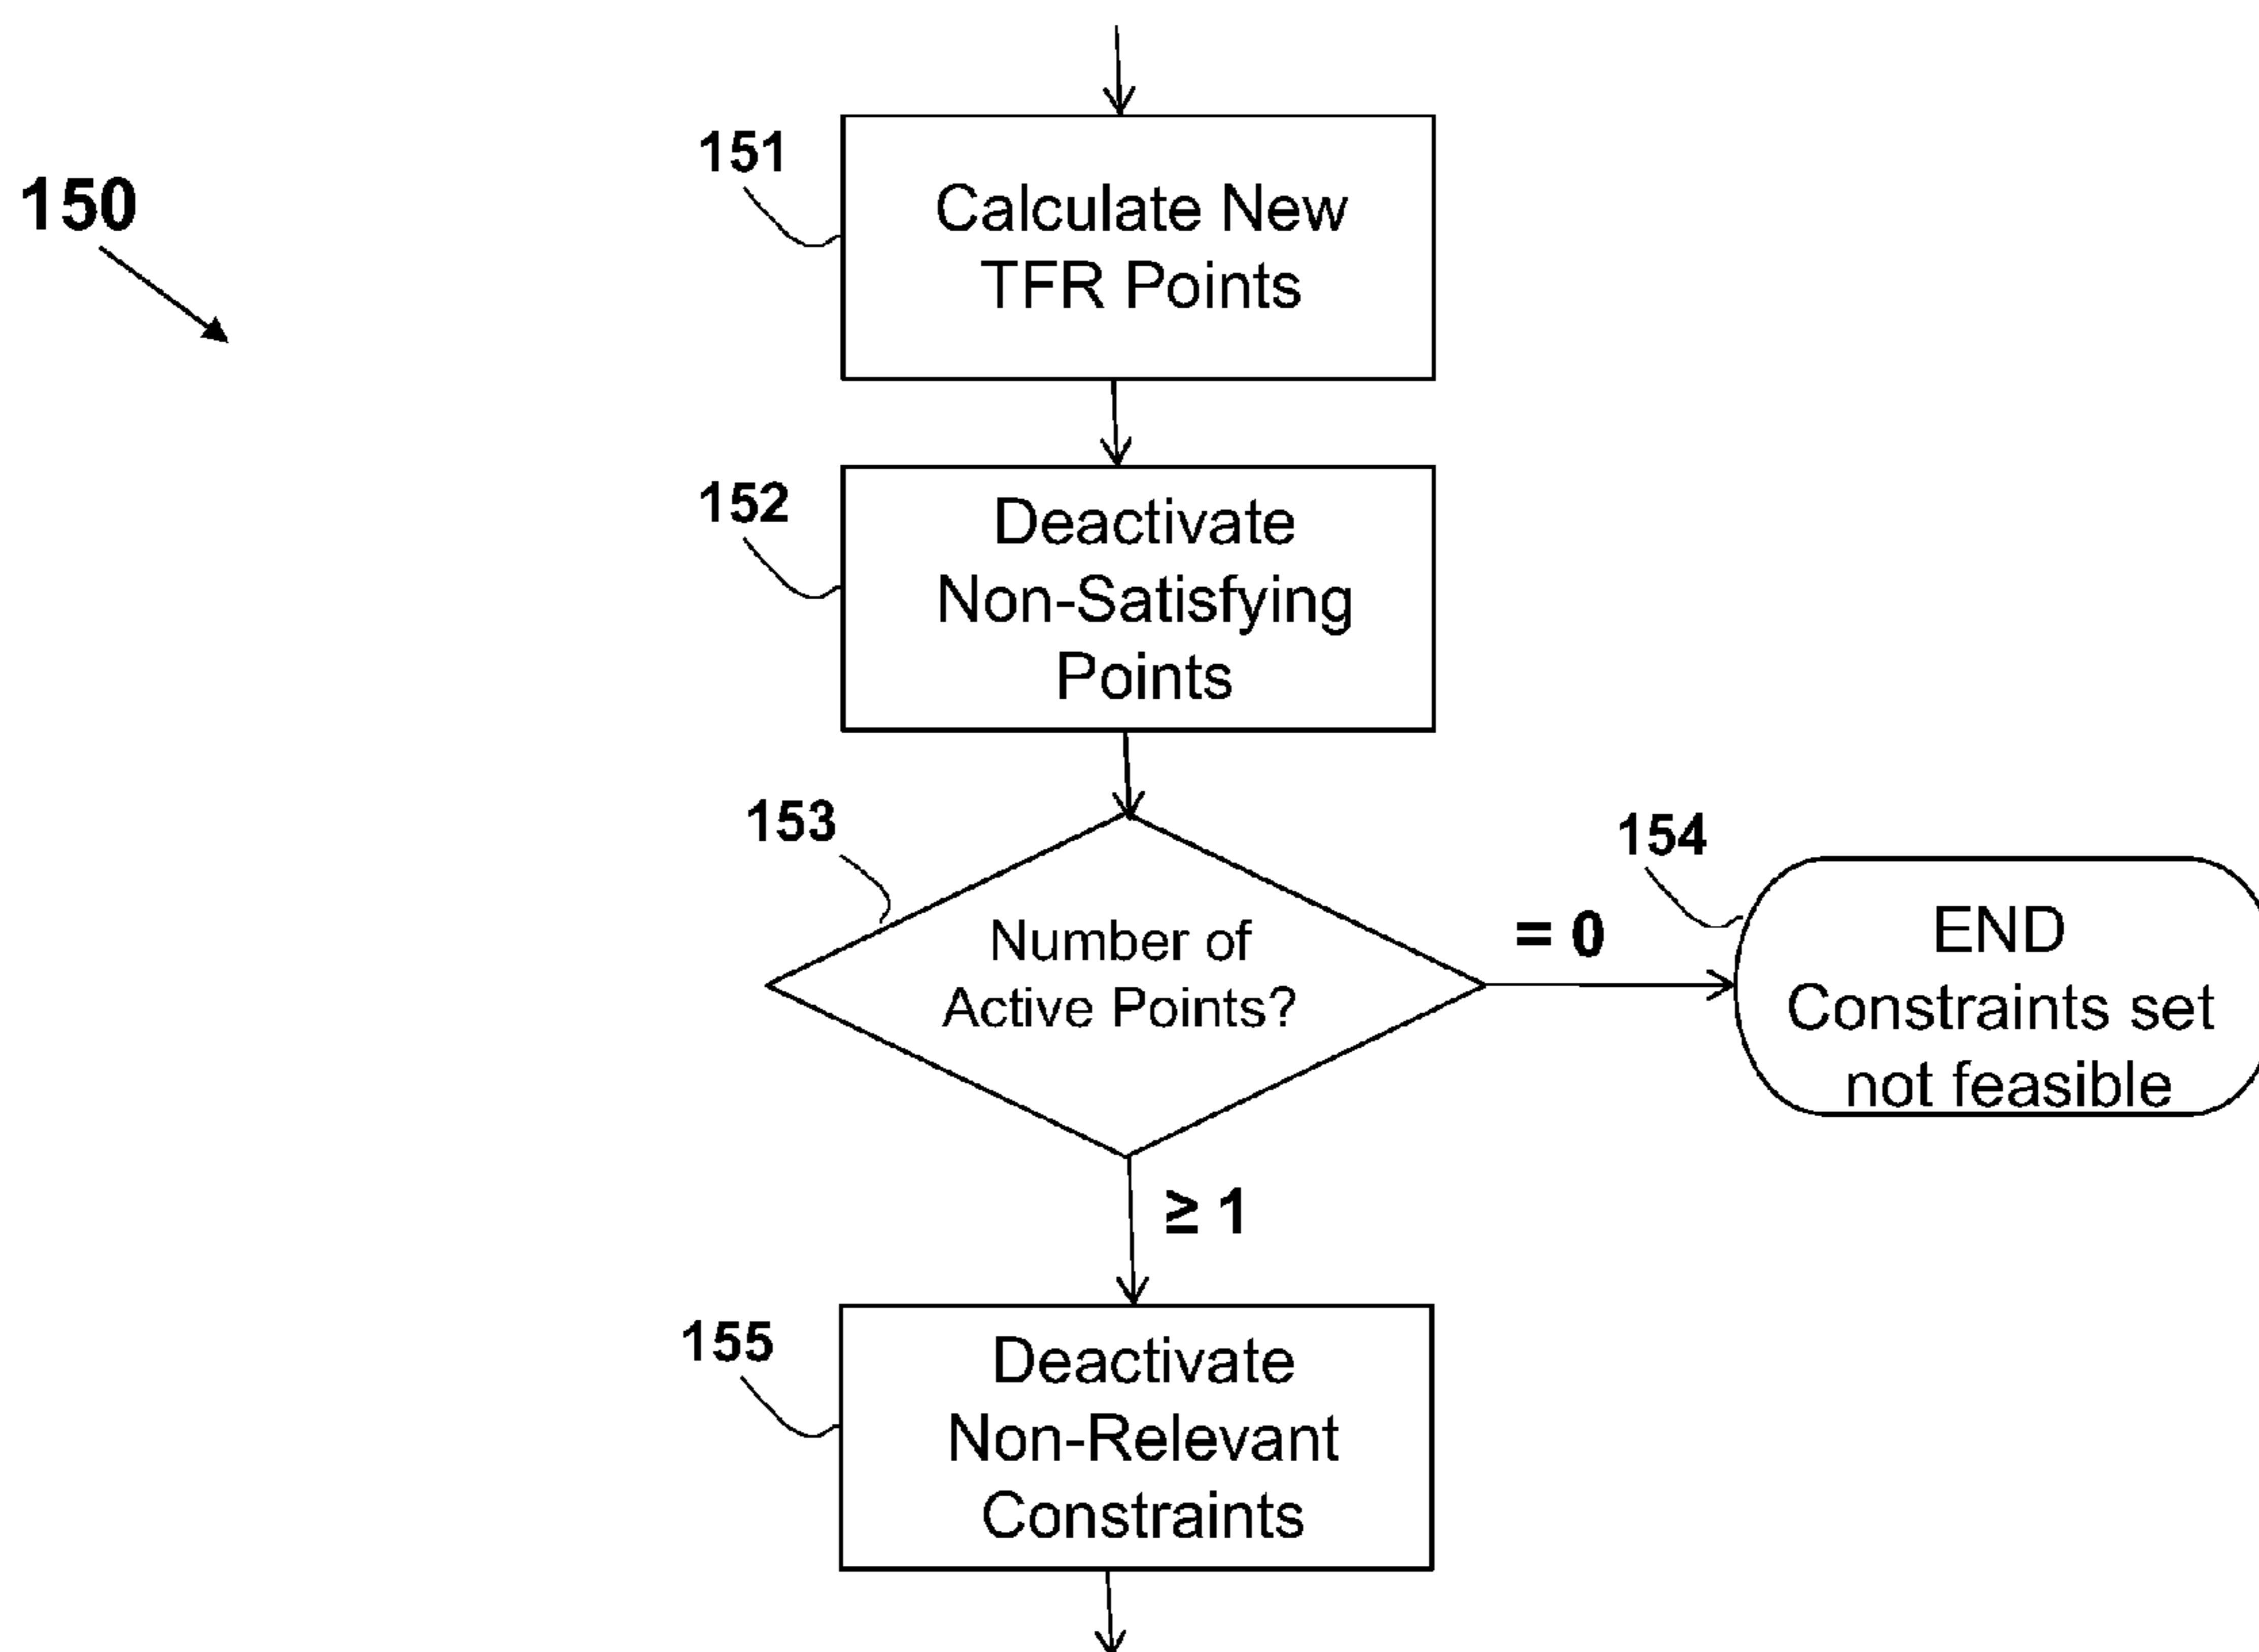 150
151
Calculate New
TFR Points
152
Deactivate
Non-Satisfying
Points
153
Number of
Active Points?
= 0
154
END
Constraints set
not feasible
≥ 1
155
Deactivate
Non-Relevant
Constraints